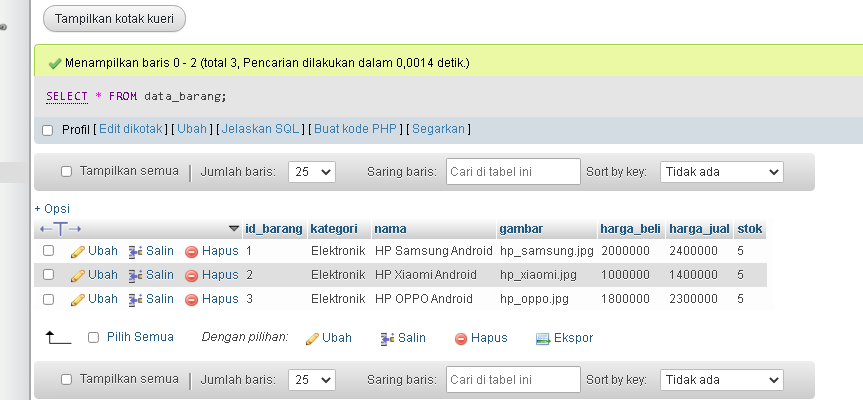 Tampilkan kotak kueri
Menampilkan baris 0 - 2 (total 3, Pencarian dilakukan dalam 0,0014 detik.)
SELECT * FROM data_barang;
Profil [ Edit dikotak ] [ Ubah ] [ Jelaskan SQL ] [ Buat kode PHP ] [ Segarkan ]
Tampilkan semua | Jumlah baris: 25 Saring baris: Cari di tabel ini Sort by key: Tidak ada
+ Opsi
←T→ id_barang kategori nama gambar harga_beli harga_jual stok
Ubah Salin Hapus 1 Elektronik HP Samsung Android hp_samsung.jpg 2000000 2400000 5
Ubah Salin Hapus 2 Elektronik HP Xiaomi Android hp_xiaomi.jpg 1000000 1400000 5
Ubah Salin Hapus 3 Elektronik HP OPPO Android hp_oppo.jpg 1800000 2300000 5
Pilih Semua Dengan pilihan: Ubah Salin Hapus Ekspor
Tampilkan semua | Jumlah baris: 25 Saring baris: Cari di tabel ini Sort by key: Tidak ada